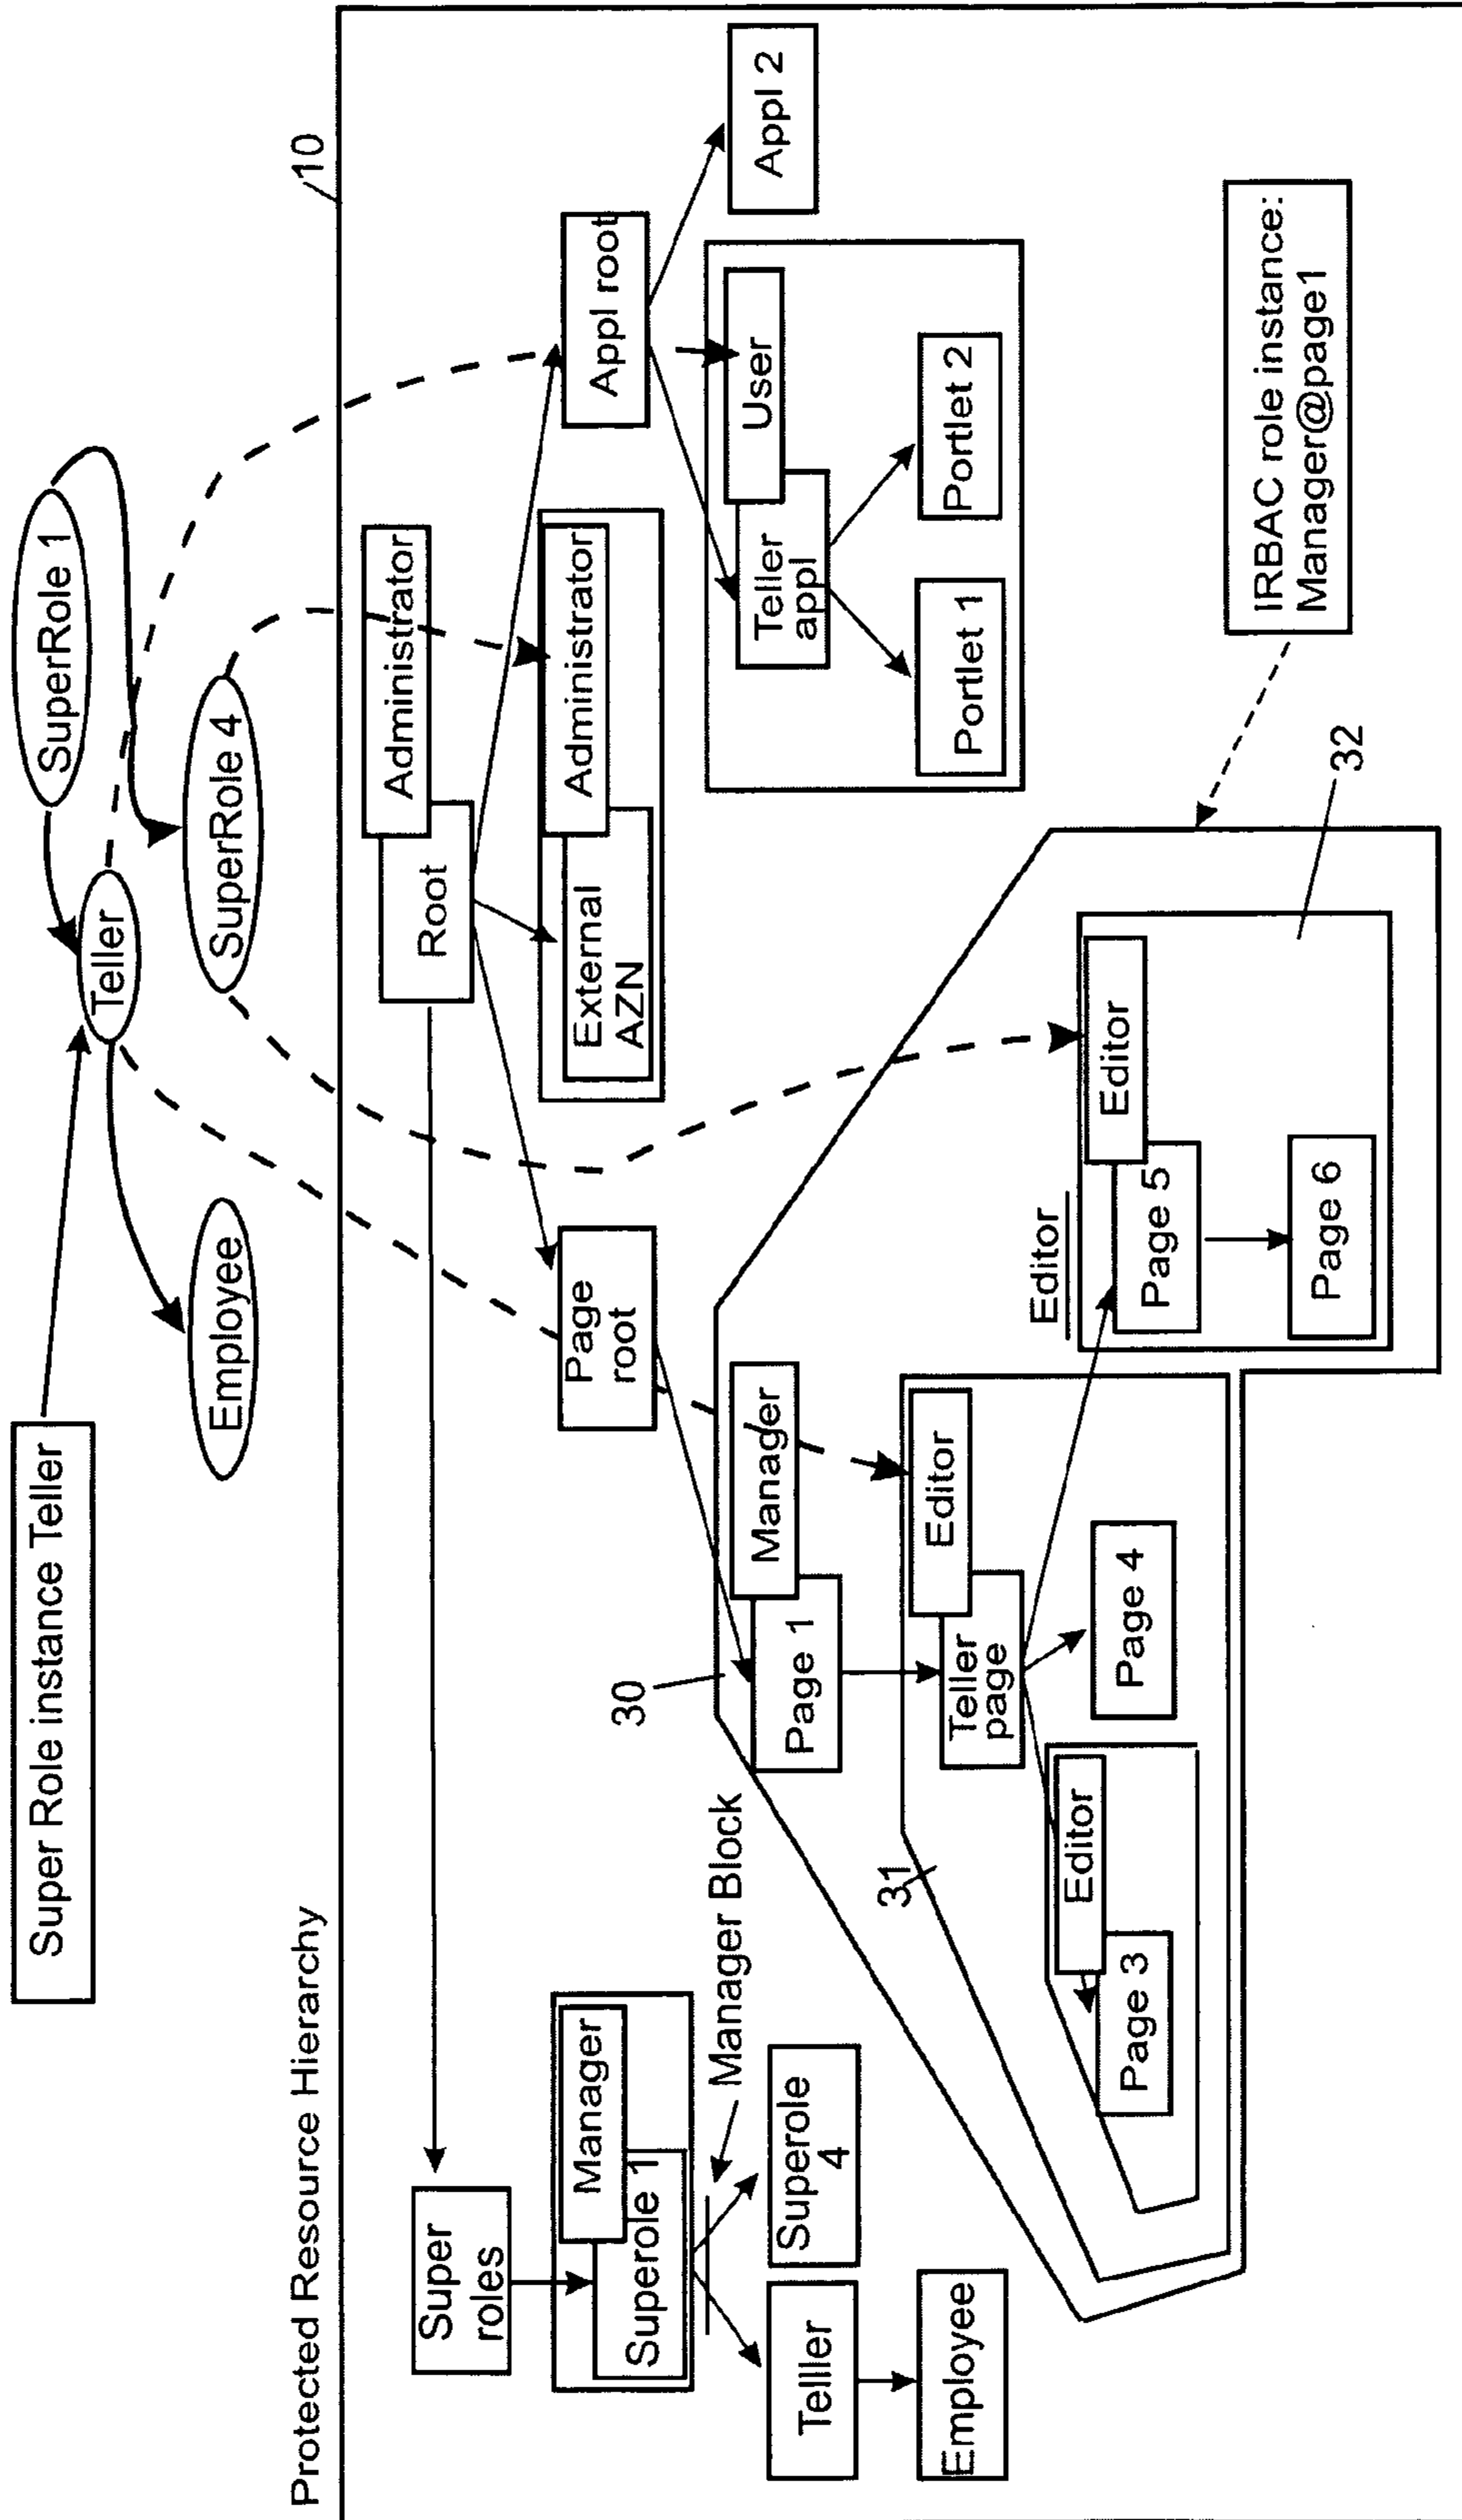 Super Role instance Teller
SuperRole 1
Teller
SuperRole 4
Employee
Protected Resource Hierarchy
10
Root
Administrator
Super
roles
Page
root
External
AZN
Administrator
Appl root
Superole 1
Manager
Manager Block
30
Page 1
Manager
Teller
appl
User
Appl 2
Telller
Superole
4
31
Teller
page
Editor
Employee
Portlet 1
Portlet 2
Page 3
Editor
Page 4
Editor
Page 5
Editor
Page 6
32
IRBAC role instance:
Manager@page1